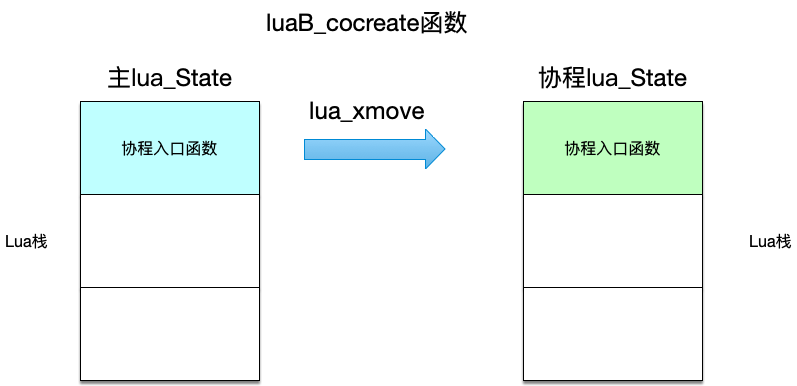 luaB_cocreate函数
主lua_State
协程lua_State
lua_xmove
协程入口函数
协程入口函数
Lua栈
Lua栈